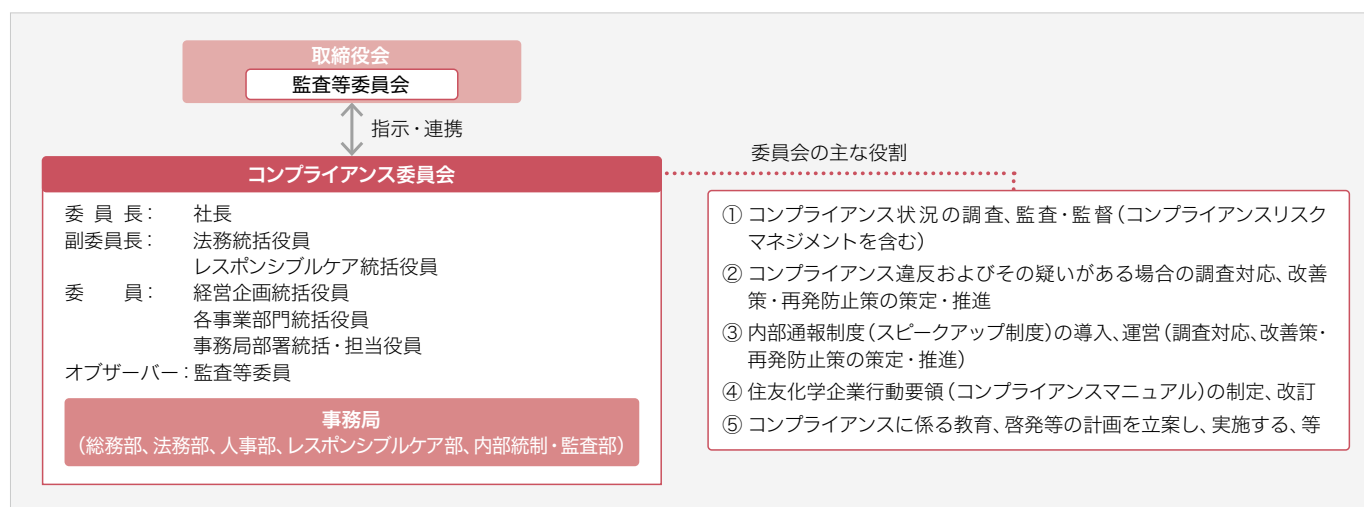 取締役会
監査等委員会
指示・連携
コンプライアンス委員会
委員長： 社長
副委員長： 法務統括役員
レスポンシブルケア統括役員
委員： 経営企画統括役員
各事業部門統括役員
事務局部署統括・担当役員
オブザーバー：監査等委員
事務局
（総務部、法務部、人事部、レスポンシブルケア部、内部統制・監査部）
委員会の主な役割
① コンプライアンス状況の調査、監査・監督（コンプライアンスリスク
マネジメントを含む）
② コンプライアンス違反およびその疑いがある場合の調査対応、改善
策・再発防止策の策定・推進
③ 内部通報制度（スピークアップ制度）の導入、運営（調査対応、改善策・
再発防止策の策定・推進）
④ 住友化学企業行動要領（コンプライアンスマニュアル）の制定、改訂
⑤ コンプライアンスに係る教育、啓発等の計画を立案し、実施する、等